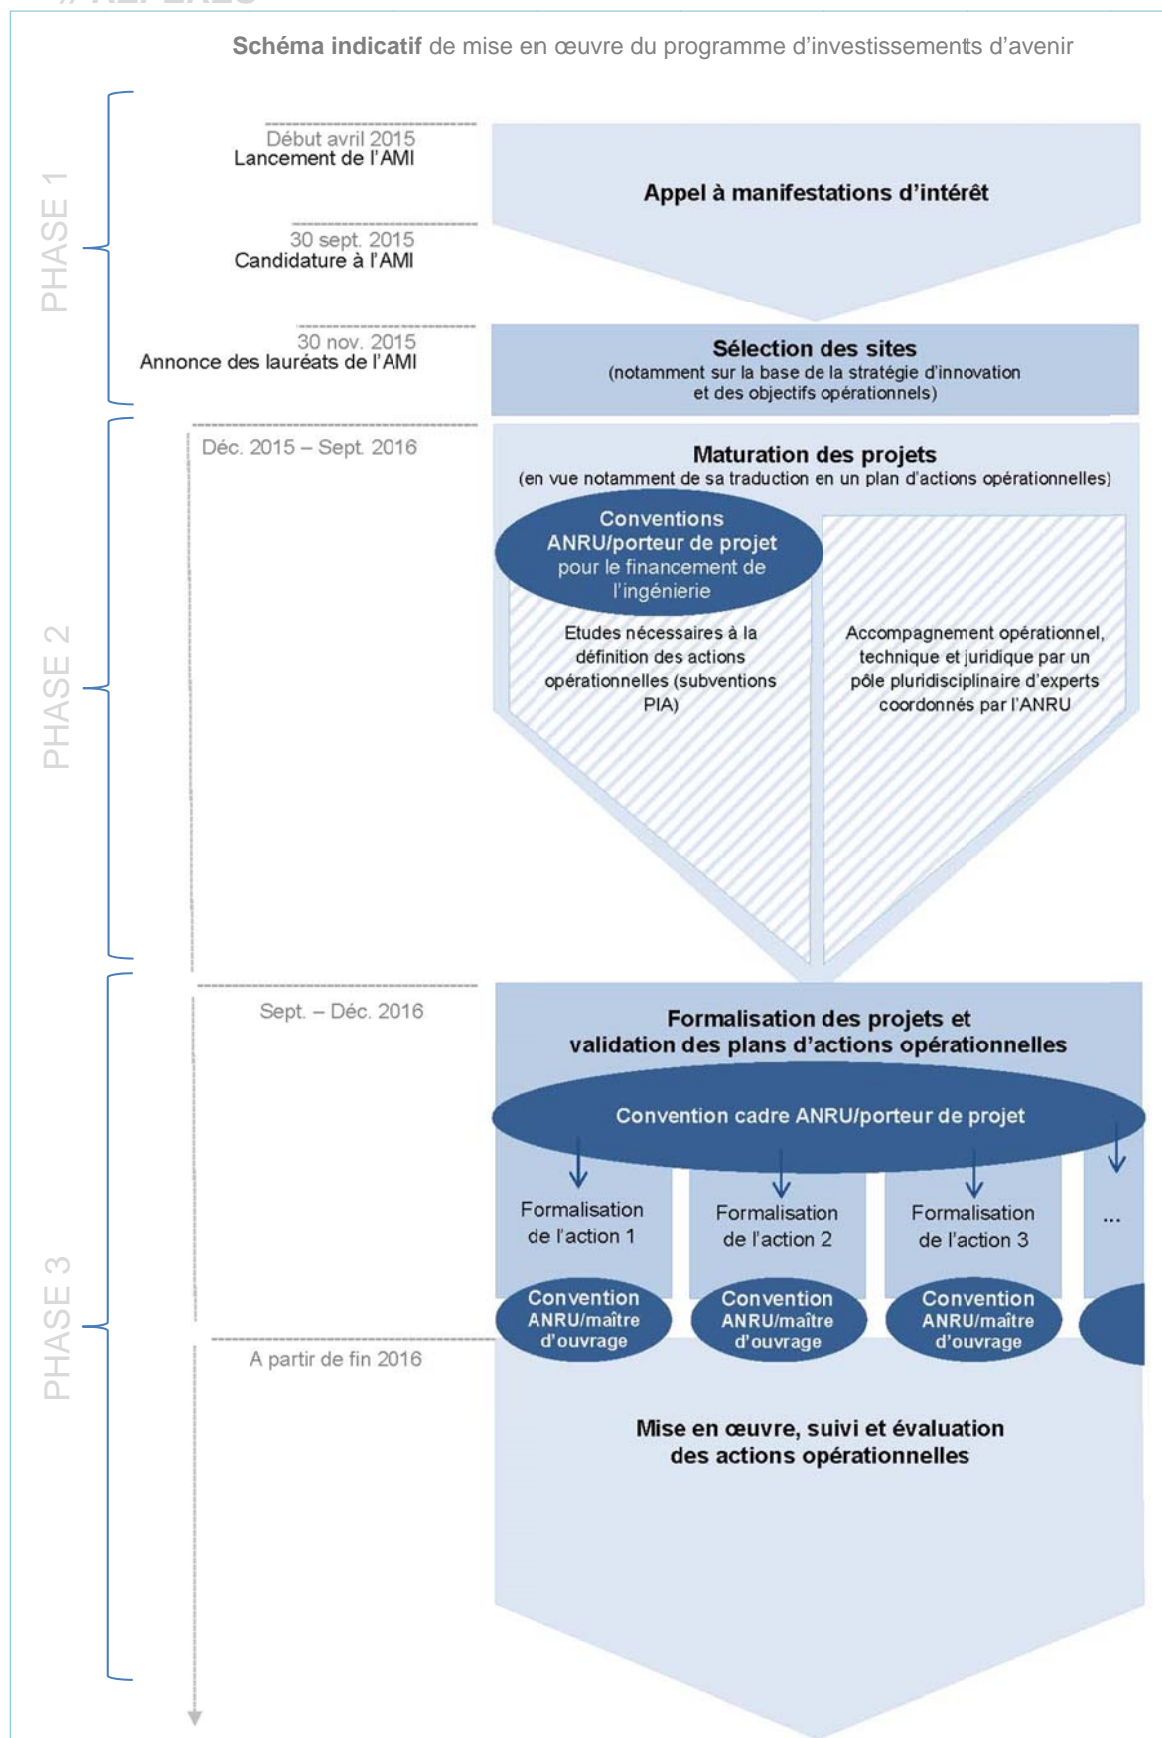 Schéma indicatif de mise en œuvre du programme d'investissements d'avenir
PHASE 1
Début avril 2015
Lancement de l'AMI
Appel à manifestations d'intérêt
30 sept. 2015
Candidature à l'AMI
30 nov. 2015
Annonce des lauréats de l'AMI
Sélection des sites
(notamment sur la base de la stratégie d'innovation
et des objectifs opérationnels)
PHASE 2
Déc. 2015 – Sept. 2016
Maturation des projets
(en vue notamment de sa traduction en un plan d'actions opérationnelles)
Conventions
ANRU/porteur de projet
pour le financement de
l'ingénierie
Etudes nécessaires à la
définition des actions
opérationnelles (subventions
PIA)
Accompagnement opérationnel,
technique et juridique par un
pôle pluridisciplinaire d'experts
coordonnés par l'ANRU
PHASE 3
Sept. – Déc. 2016
Formalisation des projets et
validation des plans d'actions opérationnelles
Convention cadre ANRU/porteur de projet
Formalisation
de l'action 1
Formalisation
de l'action 2
Formalisation
de l'action 3
...
Convention
ANRU/maître
d'ouvrage
Convention
ANRU/maître
d'ouvrage
Convention
ANRU/maître
d'ouvrage
A partir de fin 2016
Mise en œuvre, suivi et évaluation
des actions opérationnelles